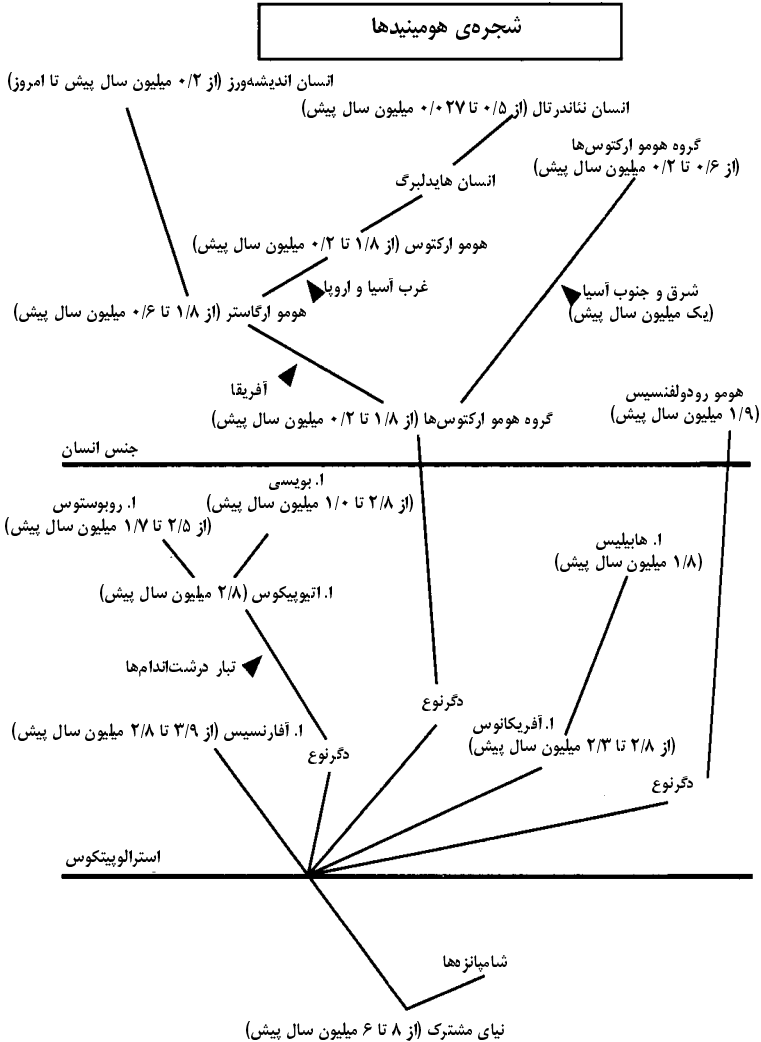 شجره‌ی هومینیدها
انسان اندیشه‌ورز (از ۰/۲ میلیون سال پیش تا امروز)
انسان نئاندرتال (از ۰/۵ تا ۰/۰۲۷ میلیون سال پیش)
گروه هومو ارکتوس‌ها
(از ۰/۶ تا ۰/۲ میلیون سال پیش)
انسان هایدلبرگ
هومو ارکتوس (از ۱/۸ تا ۰/۲ میلیون سال پیش)
غرب آسیا و اروپا
شرق و جنوب آسیا
(یک میلیون سال پیش)
هومو ارگاستر (از ۱/۸ تا ۰/۶ میلیون سال پیش)
آفریقا
هومو رودولفنسیس
(۱/۹ میلیون سال پیش)
گروه هومو ارکتوس‌ها (از ۱/۸ تا ۰/۲ میلیون سال پیش)
جنس انسان
ا. بویسی
(از ۲/۸ تا ۱/۰ میلیون سال پیش)
ا. روبوستوس
(از ۲/۵ تا ۱/۷ میلیون سال پیش)
ا. هابیلیس
(۱/۸ میلیون سال پیش)
ا. اتیوپیکوس (۲/۸ میلیون سال پیش)
تبار درشت‌اندام‌ها
دگرنوع
ا. آفریکانوس
(از ۲/۸ تا ۲/۳ میلیون سال پیش)
ا. آفارنسیس (از ۳/۹ تا ۲/۸ میلیون سال پیش)
دگرنوع
دگرنوع
استرالوپیتکوس
شامپانزه‌ها
نیای مشترک (از ۸ تا ۶ میلیون سال پیش)